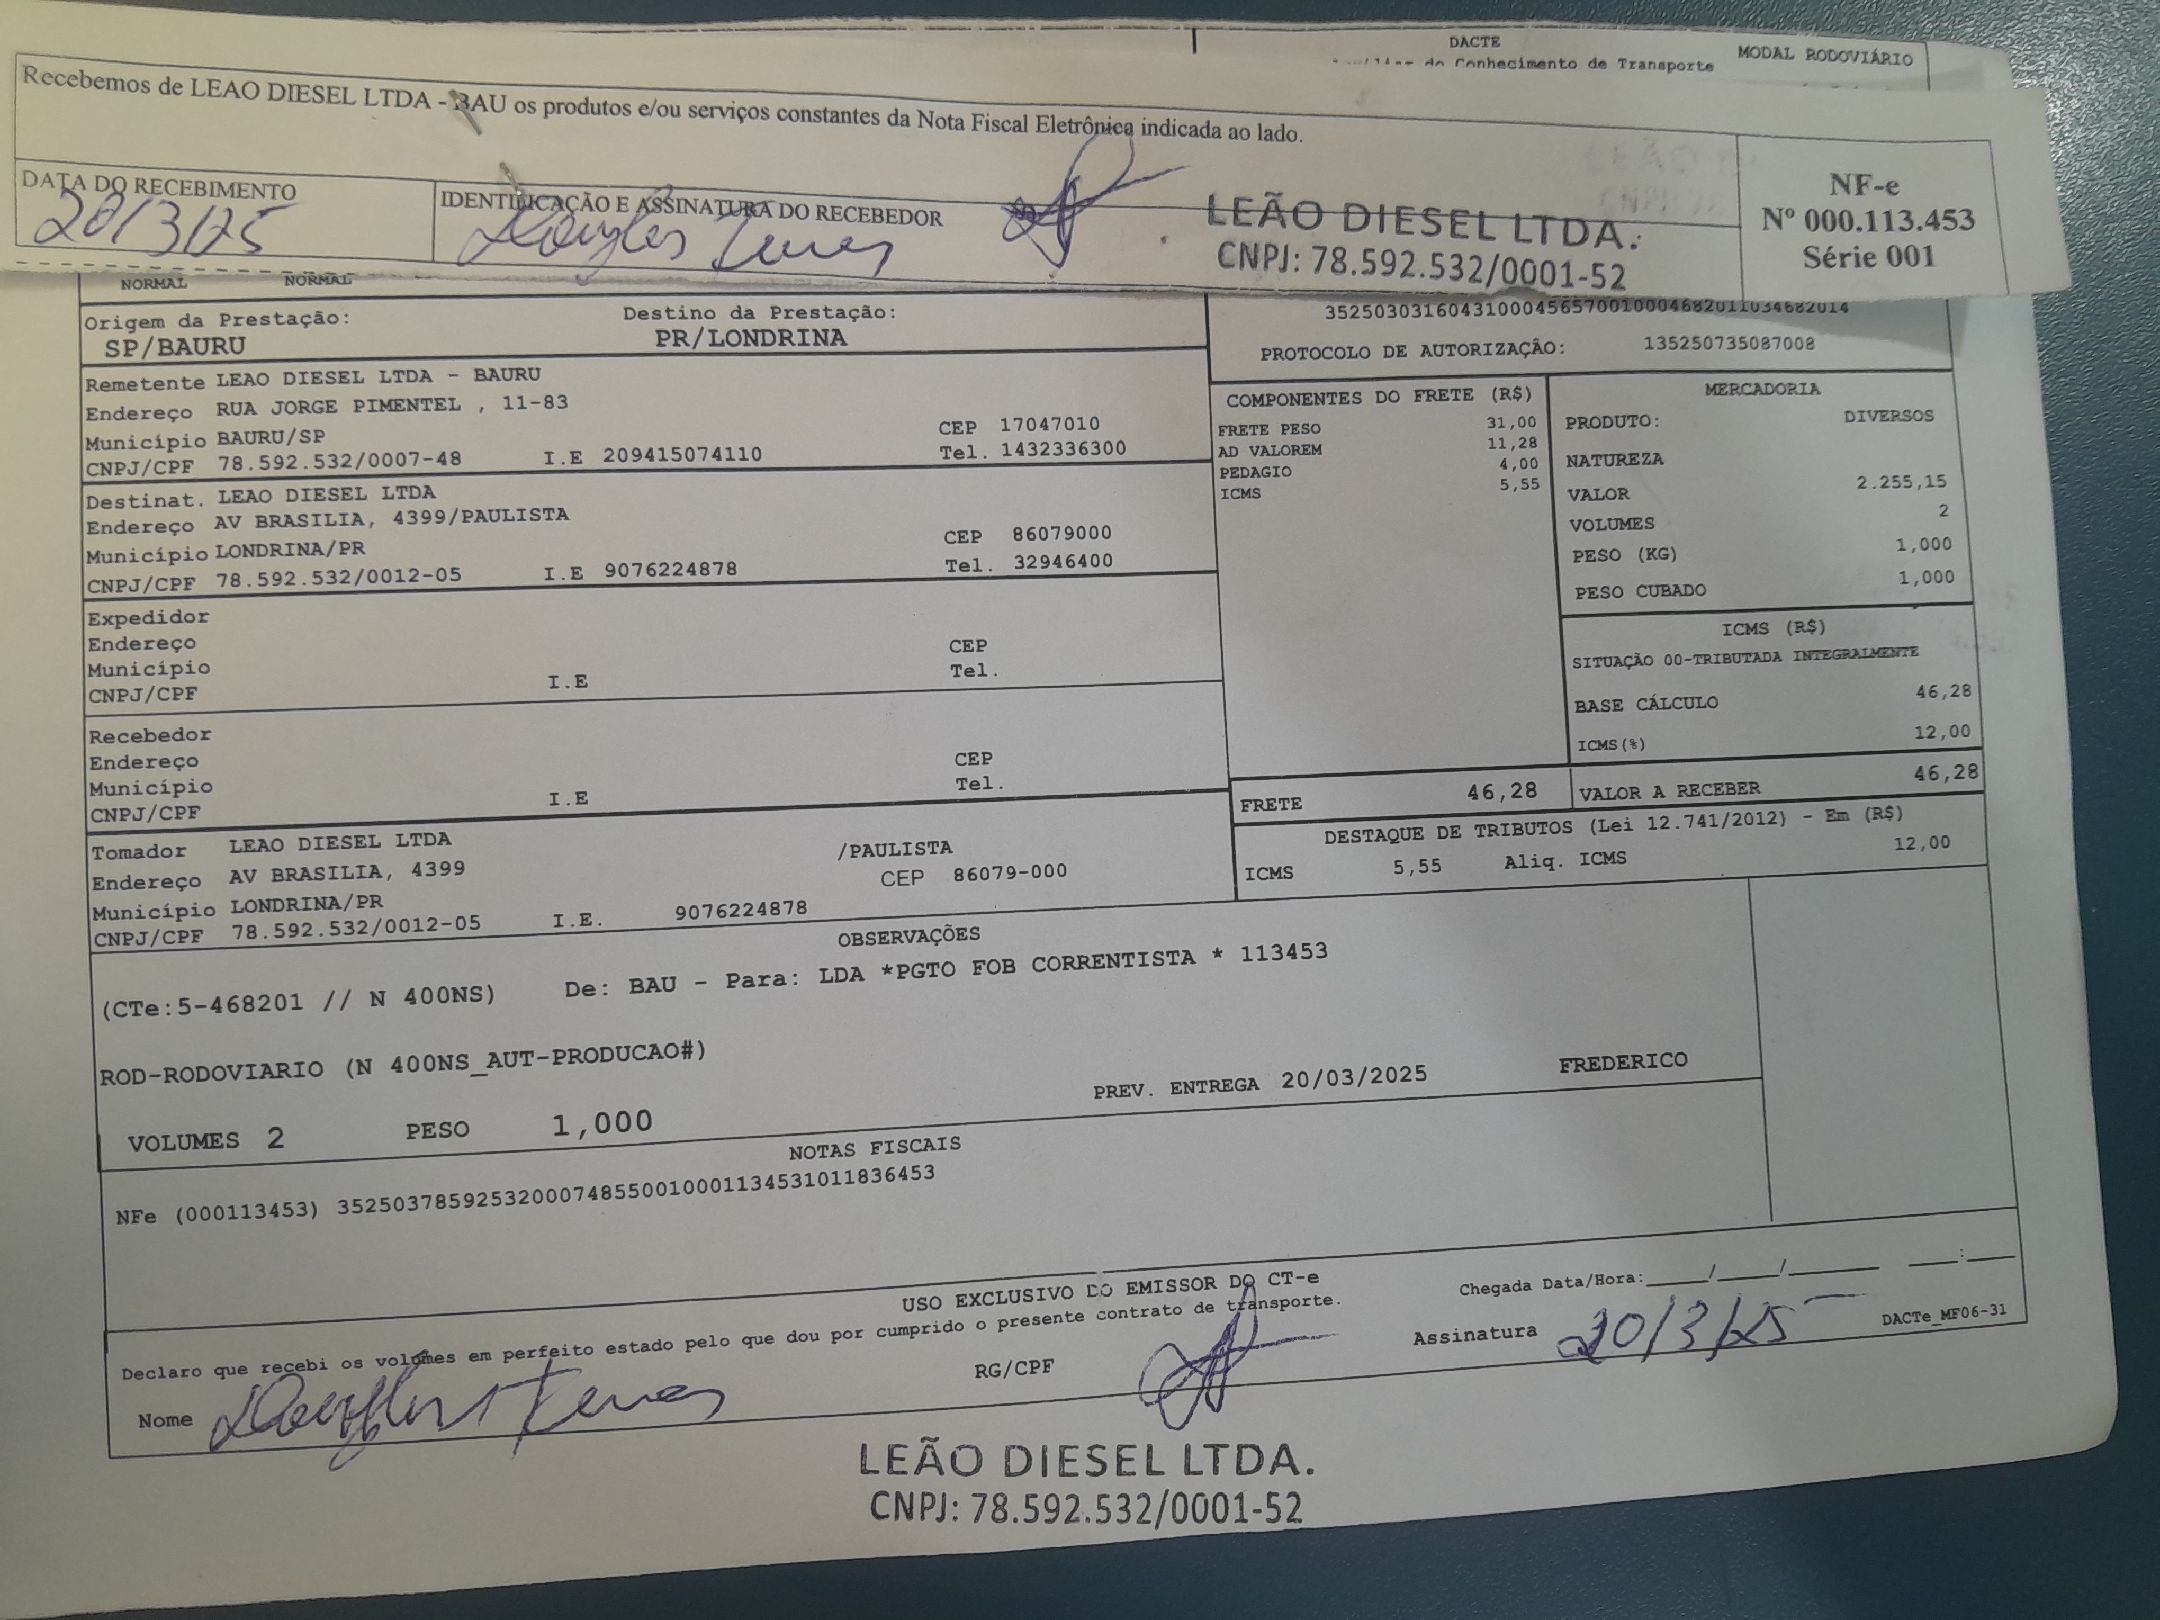 DACTE
do Conhecimento de Transporte
MODAL RODOVIÁRIO
Recebemos de LEAO DIESEL LTDA - BAU os produtos e/ou serviços constantes da Nota Fiscal Eletrônica indicada ao lado.
DATA DO RECEBIMENTO
20/3/25
IDENTIFICAÇÃO E ASSINATURA DO RECEBEDOR
LEÃO DIESEL LTDA.
CNPJ: 78.592.532/0001-52
NF-e
Nº 000.113.453
Série 001
NORMAL NORMAL
Origem da Prestação:
SP/BAURU
Destino da Prestação:
PR/LONDRINA
35250303160431000456570010004682011034682014
PROTOCOLO DE AUTORIZAÇÃO: 135250735087008
Remetente LEAO DIESEL LTDA - BAURU
Endereço RUA JORGE PIMENTEL , 11-83
Município BAURU/SP CEP 17047010
CNPJ/CPF 78.592.532/0007-48 I.E 209415074110 Tel. 1432336300
Destinat. LEAO DIESEL LTDA
Endereço AV BRASILIA, 4399/PAULISTA
Município LONDRINA/PR CEP 86079000
CNPJ/CPF 78.592.532/0012-05 I.E 9076224878 Tel. 32946400
Expedidor
Endereço
Município CEP
CNPJ/CPF I.E Tel.
Recebedor
Endereço
Município CEP
CNPJ/CPF I.E Tel.
Tomador LEAO DIESEL LTDA
Endereço AV BRASILIA, 4399 /PAULISTA
Município LONDRINA/PR CEP 86079-000
CNPJ/CPF 78.592.532/0012-05 I.E. 9076224878
COMPONENTES DO FRETE (R$)
FRETE PESO 31,00
AD VALOREM 11,28
PEDAGIO 4,00
ICMS 5,55
MERCADORIA
PRODUTO: DIVERSOS
NATUREZA
VALOR 2.255,15
VOLUMES 2
PESO (KG) 1,000
PESO CUBADO 1,000
ICMS (R$)
SITUAÇÃO 00-TRIBUTADA INTEGRALMENTE
BASE CÁLCULO 46,28
ICMS(%) 12,00
FRETE 46,28
VALOR A RECEBER 46,28
DESTAQUE DE TRIBUTOS (Lei 12.741/2012) - Em (R$)
ICMS 5,55 Aliq. ICMS 12,00
OBSERVAÇÕES
(CTe:5-468201 // N 400NS) De: BAU - Para: LDA *PGTO FOB CORRENTISTA * 113453
ROD-RODOVIARIO (N 400NS_AUT-PRODUCAO#)
PREV. ENTREGA 20/03/2025 FREDERICO
VOLUMES 2 PESO 1,000
NOTAS FISCAIS
NFe (000113453) 35250378592532000748550010001134531011836453
USO EXCLUSIVO DO EMISSOR DO CT-e
Declaro que recebi os volumes em perfeito estado pelo que dou por cumprido o presente contrato de transporte.
Chegada Data/Hora:____/____/______ ___:___
Nome
RG/CPF
Assinatura 20/3/25
DACTe_MF06-31
LEÃO DIESEL LTDA.
CNPJ: 78.592.532/0001-52